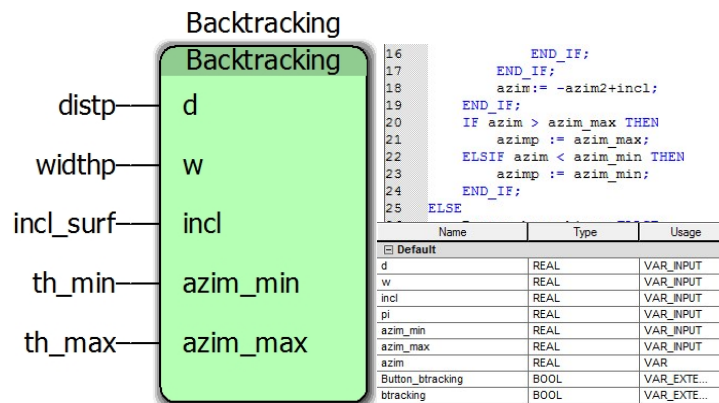 Backtracking
Backtracking
distp d
widthp w
incl_surf incl
th_min azim_min
th_max azim_max
16 END_IF;
17 END_IF;
18 azim:= -azim2+incl;
19 END_IF;
20 IF azim > azim_max THEN
21 azimp := azim_max;
22 ELSIF azim < azim_min THEN
23 azimp := azim_min;
24 END_IF;
25 ELSE
Name Type Usage
Default
d REAL VAR_INPUT
w REAL VAR_INPUT
incl REAL VAR_INPUT
pi REAL VAR_INPUT
azim_min REAL VAR_INPUT
azim_max REAL VAR_INPUT
azim REAL VAR
Button_btracking BOOL VAR_EXTE...
btracking BOOL VAR_EXTE...